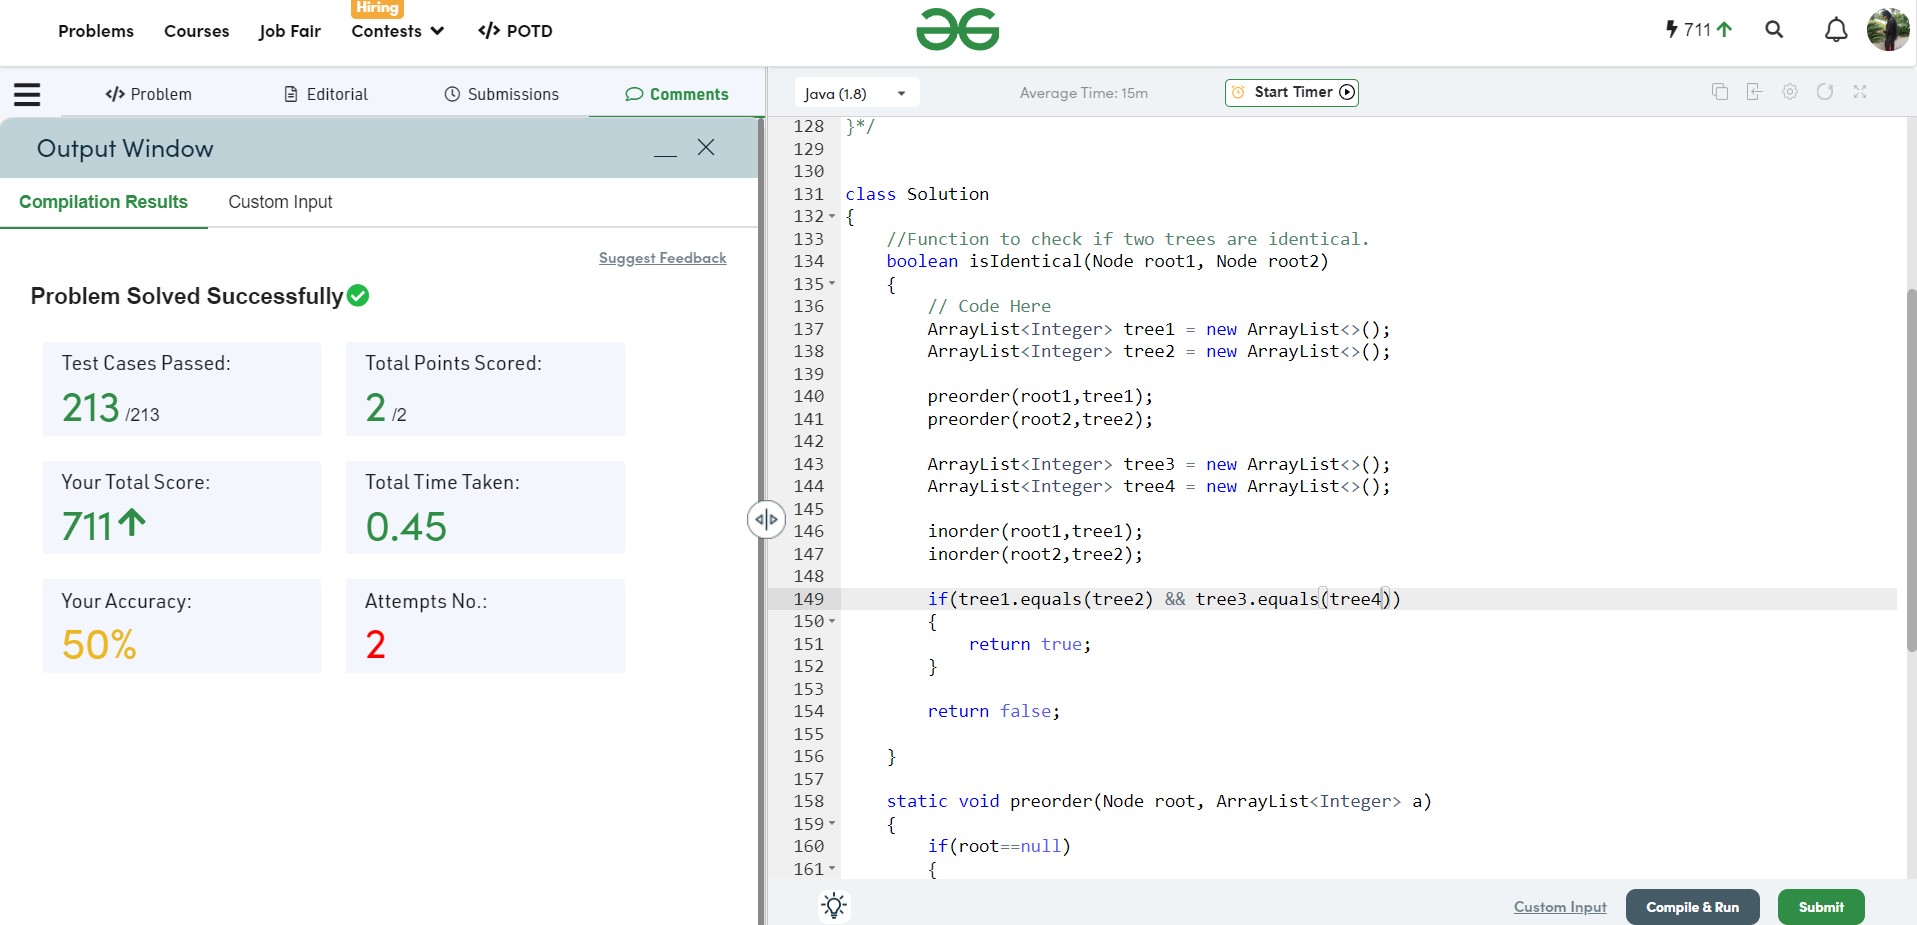 Problems Courses Job Fair Hiring Contests </> POTD 711
</> Problem Editorial Submissions Comments
Output Window
Compilation Results Custom Input
Suggest Feedback
Problem Solved Successfully
Test Cases Passed: Total Points Scored:
213 /213 2 /2
Your Total Score: Total Time Taken:
711 0.45
Your Accuracy: Attempts No.:
50% 2
Java (1.8) Average Time: 15m Start Timer
128 }*/
129
130
131 class Solution
132 {
133 //Function to check if two trees are identical.
134 boolean isIdentical(Node root1, Node root2)
135 {
136 // Code Here
137 ArrayList<Integer> tree1 = new ArrayList<>();
138 ArrayList<Integer> tree2 = new ArrayList<>();
139
140 preorder(root1,tree1);
141 preorder(root2,tree2);
142
143 ArrayList<Integer> tree3 = new ArrayList<>();
144 ArrayList<Integer> tree4 = new ArrayList<>();
145
146 inorder(root1,tree1);
147 inorder(root2,tree2);
148
149 if(tree1.equals(tree2) && tree3.equals(tree4))
150 {
151 return true;
152 }
153
154 return false;
155
156 }
157
158 static void preorder(Node root, ArrayList<Integer> a)
159 {
160 if(root==null)
161 {
Custom Input Compile & Run Submit